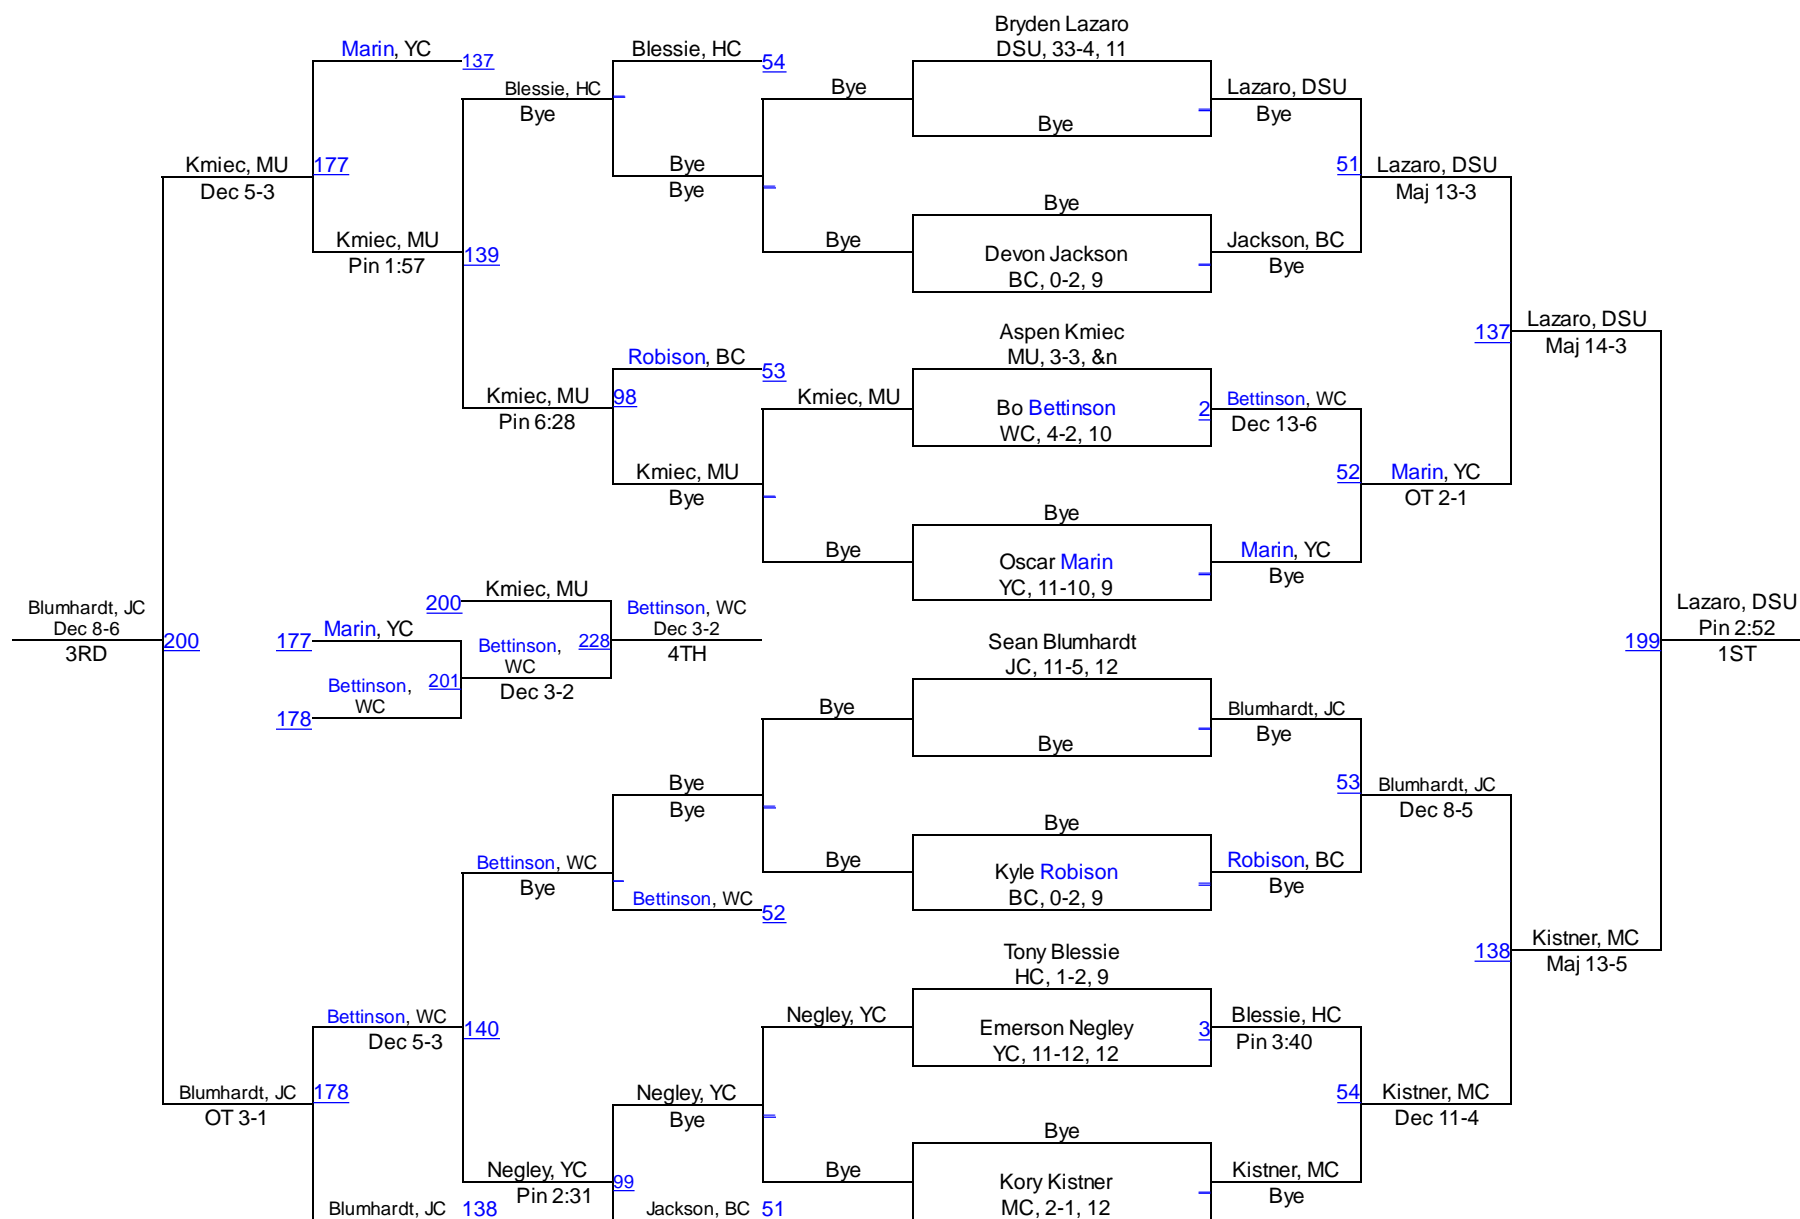 Bryden Lazaro
Marin, YC
137
Blessie, HC
54
DSU, 33-4, 11
Blessie, HC
Bye
Bye
Lazaro, DSU
Bye
Bye
Kmiec, MU
177
Dec 5-3
Bye
Bye
51
Lazaro, DSU
Maj 13-3
Bye
Kmiec, MU
139
Pin 1:57
Bye
Devon Jackson
BC, 0-2, 9
Jackson, BC
Bye
Aspen Kmiec
MU, 3-3, &n
137
Lazaro, DSU
Maj 14-3
Robison, BC
53
Kmiec, MU
98
Pin 6:28
Kmiec, MU
Bo Bettinson
WC, 4-2, 10
2
Bettinson, WC
Dec 13-6
Kmiec, MU
Bye
52
Marin, YC
OT 2-1
Bye
Bye
Oscar Marin
YC, 11-10, 9
Marin, YC
Bye
Blumhardt, JC
Dec 8-6
3RD
200
200
Kmiec, MU
177
Marin, YC
Bettinson,
WC
Dec 3-2
228
Bettinson, WC
Dec 3-2
4TH
Bettinson,
WC
201
178
Lazaro, DSU
Pin 2:52
1ST
199
Sean Blumhardt
JC, 11-5, 12
Bye
Bye
Blumhardt, JC
Bye
Bye
Bye
53
Blumhardt, JC
Dec 8-5
Bye
Bettinson, WC
Bye
Bye
Kyle Robison
BC, 0-2, 9
Robison, BC
Bye
Bettinson, WC
52
Tony Blessie
HC, 1-2, 9
138
Kistner, MC
Maj 13-5
Bettinson, WC
140
Dec 5-3
Negley, YC
Emerson Negley
YC, 11-12, 12
3
Blessie, HC
Pin 3:40
Blumhardt, JC
178
OT 3-1
Negley, YC
Bye
54
Kistner, MC
Dec 11-4
Bye
Negley, YC
99
Pin 2:31
Bye
Kory Kistner
MC, 2-1, 12
Kistner, MC
Bye
Blumhardt, JC
138
Jackson, BC
51